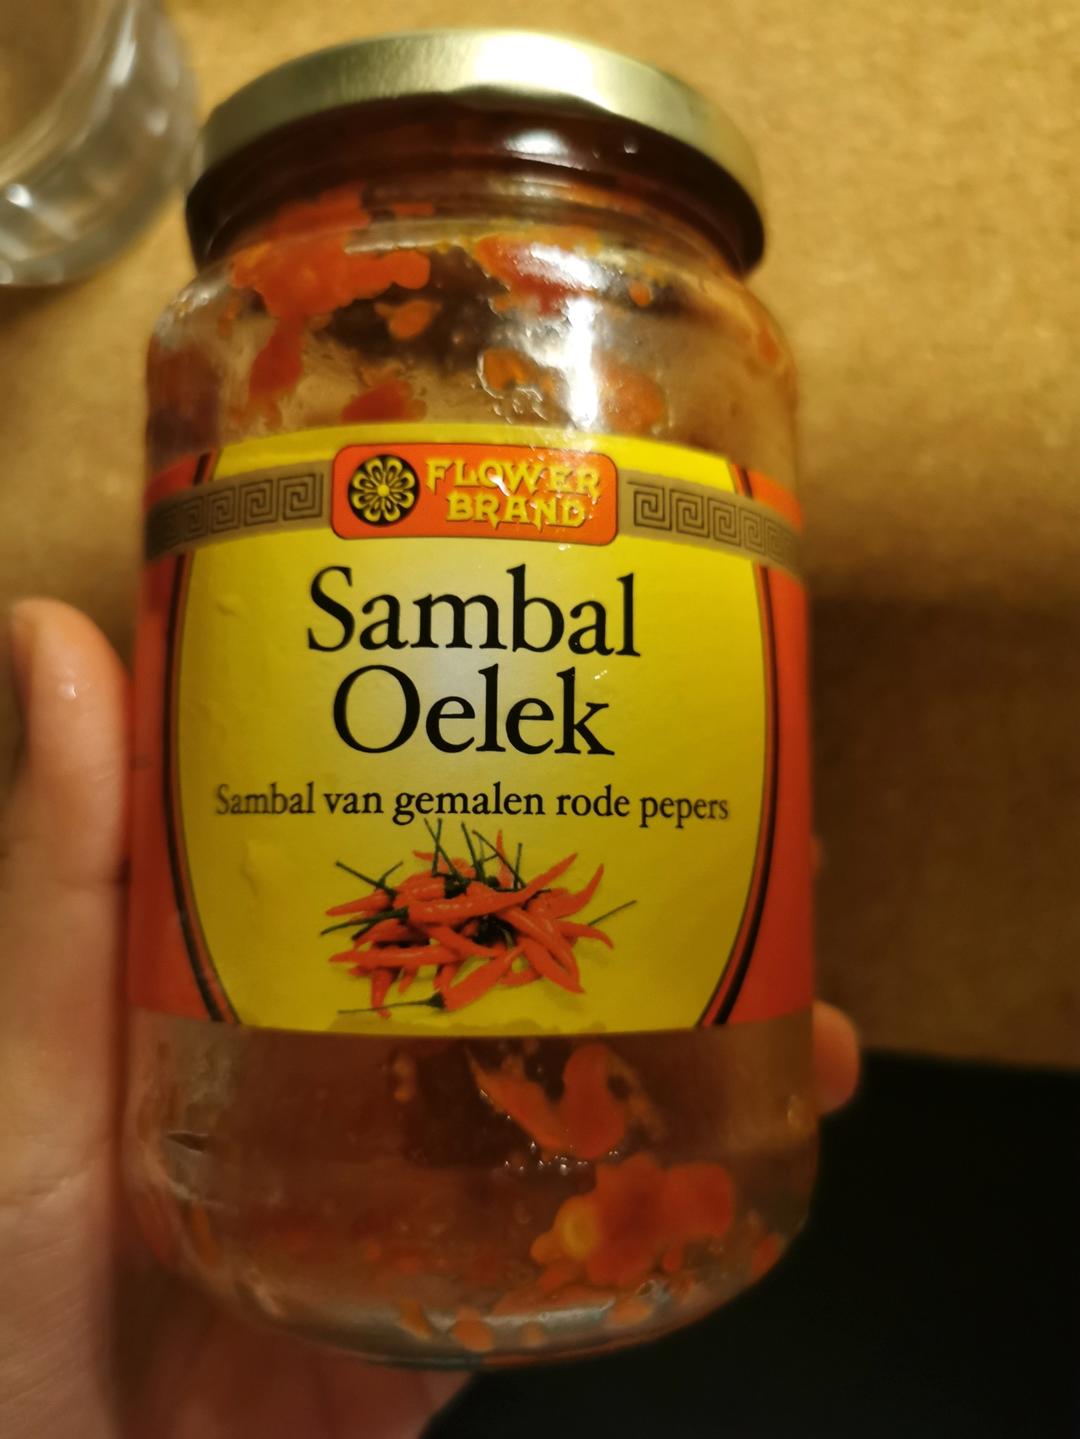 FLOWER
BRAND
Sambal
Oelek
Sambal van gemalen rode pepers